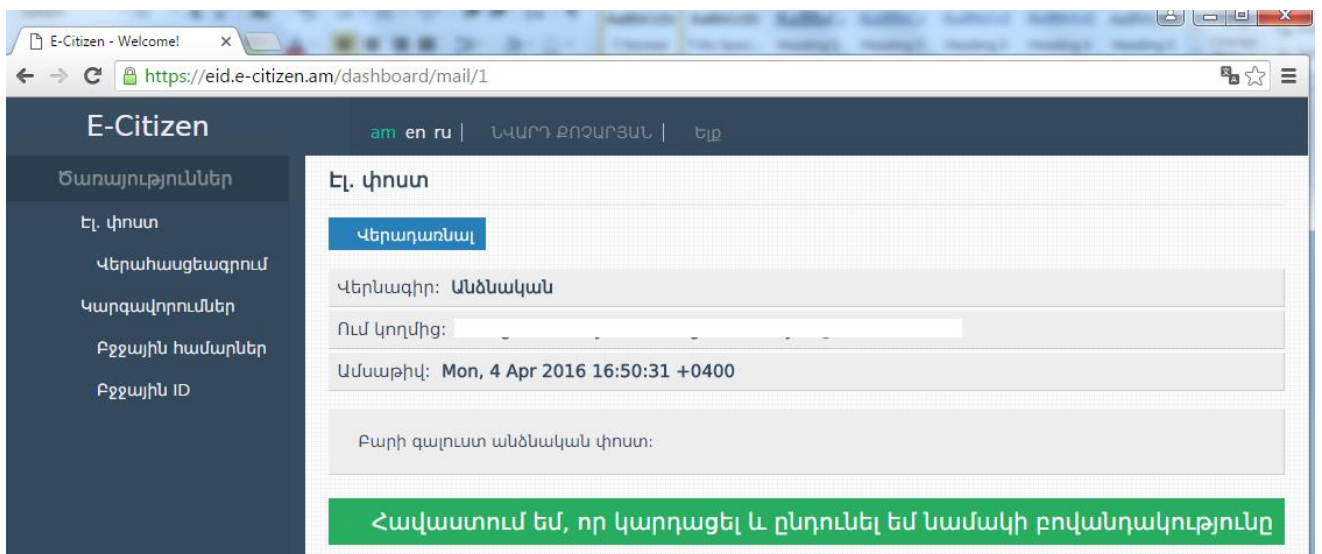 E-Citizen - Welcome!
https://eid.e-citizen.am/dashboard/mail/1
E-Citizen
am en ru | ՆՎԱՐԴ ՔՈՉԱՐՅԱՆ | Ելք
Ծառայություններ
Էլ. փոստ
Վերահասցեագրում
Կարգավորումներ
Բջջային համարներ
Բջջային ID
Էլ. փոստ
Վերադառնալ
Վերնագիր: Անձնական
Ում կողմից:
Ամսաթիվ: Mon, 4 Apr 2016 16:50:31 +0400
Բարի գալուստ անձնական փոստ:
Հավաստում եմ, որ կարդացել և ընդունել եմ նամակի բովանդակությունը